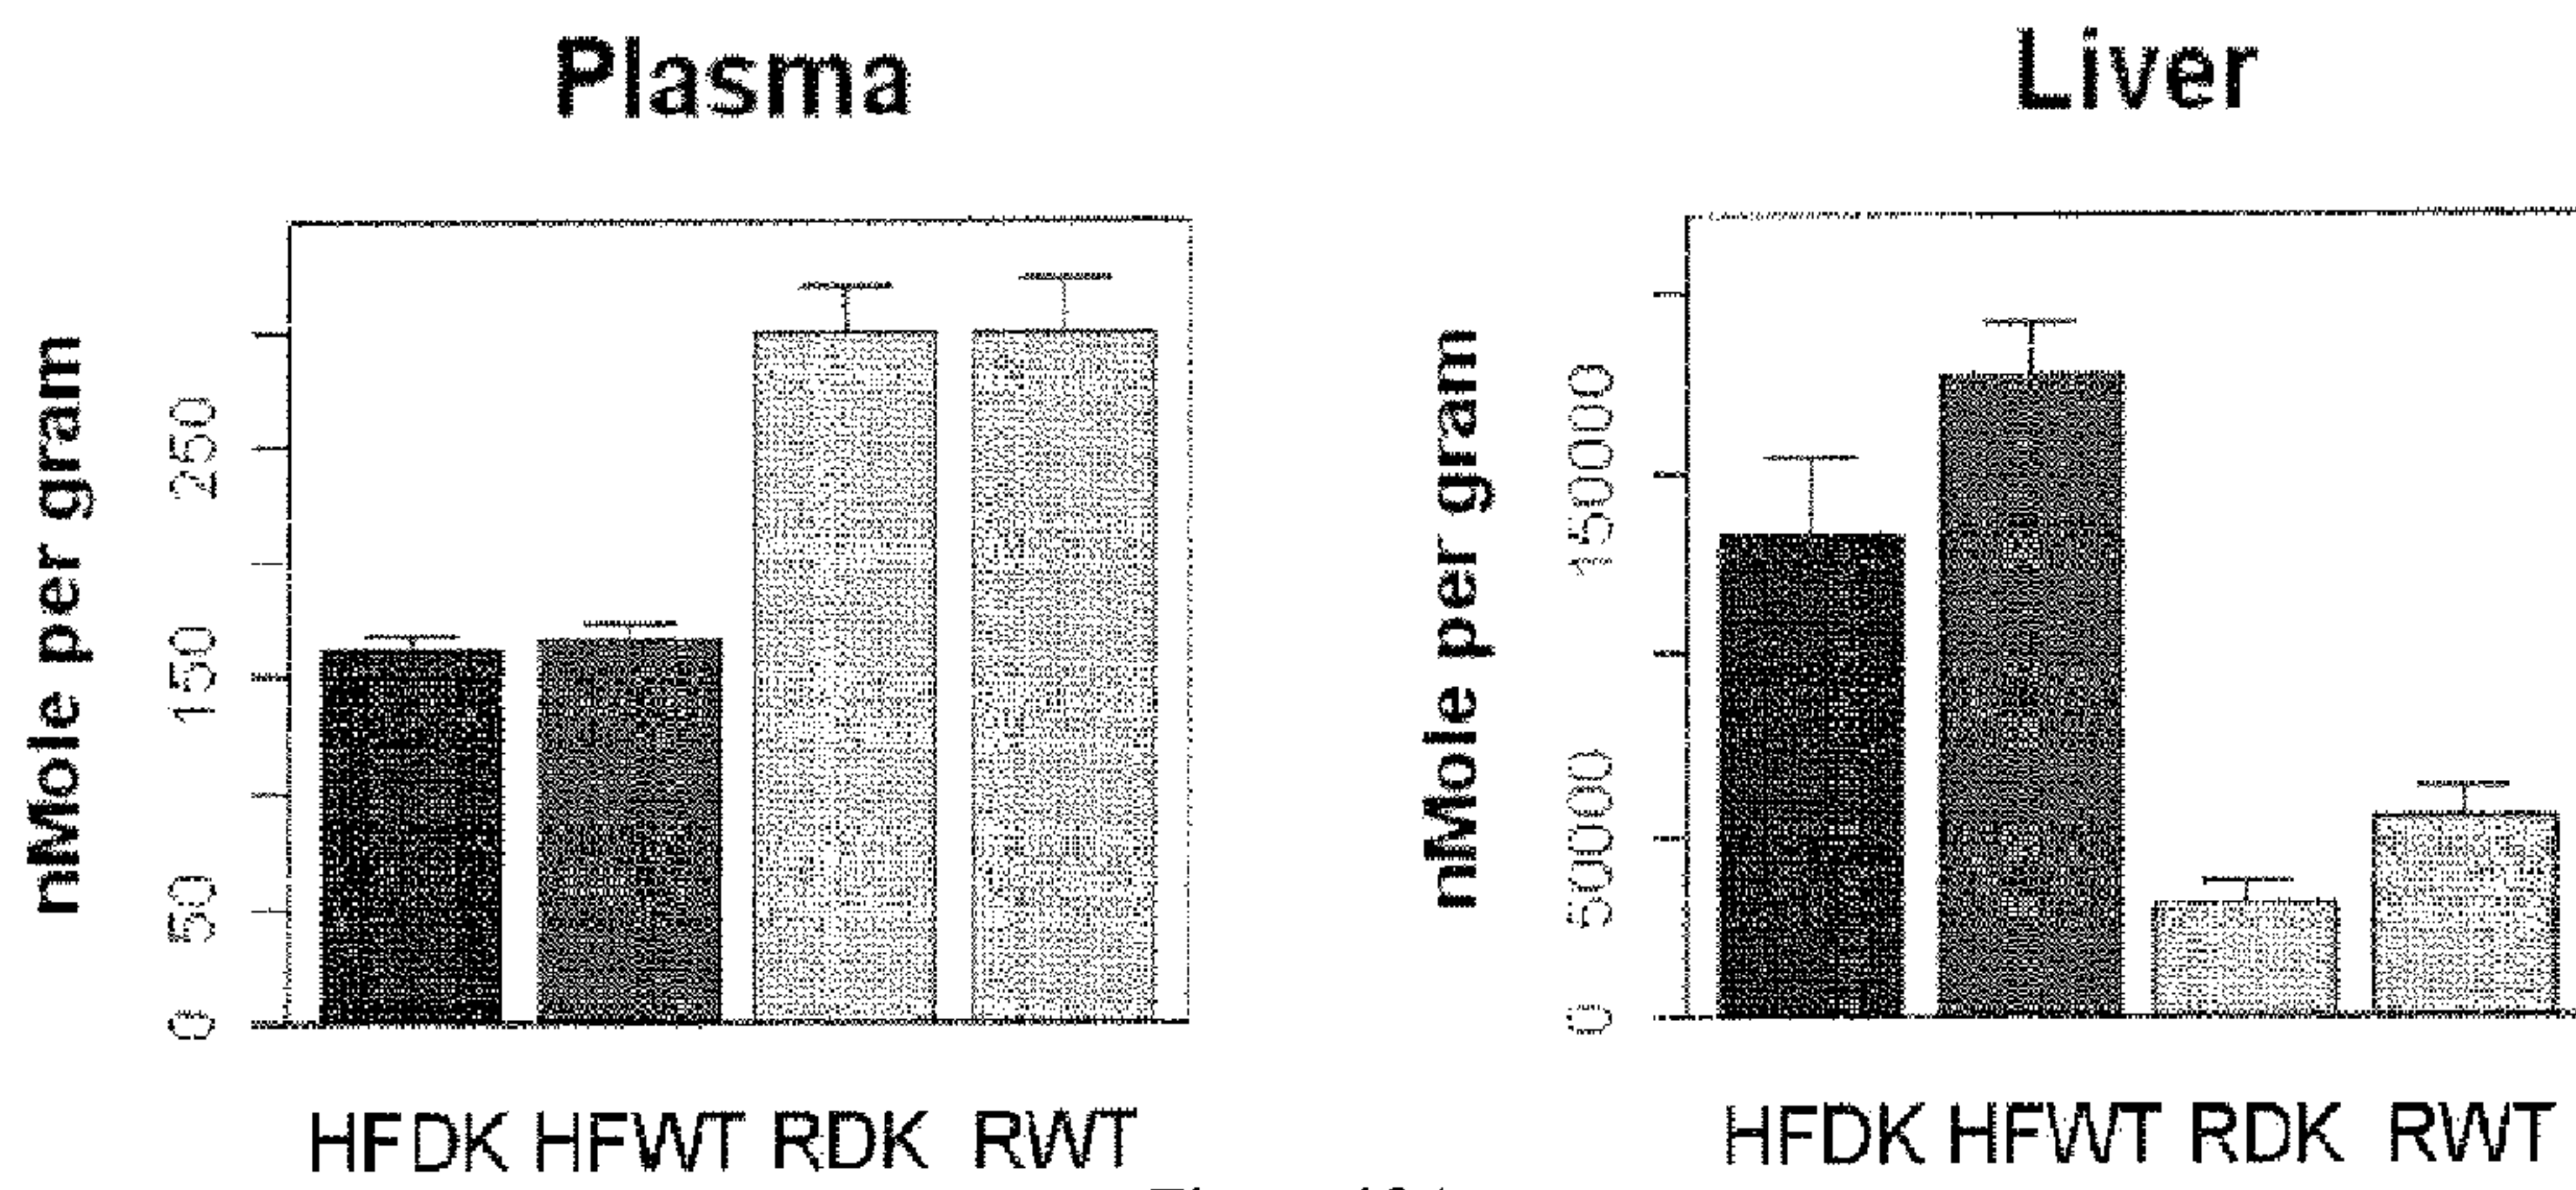 Plasma
nMole per gram
250
150
50
0
HFDK HFWT RDK RWT
Liver
nMole per gram
150000
50000
0
HFDK HFWT RDK RWT